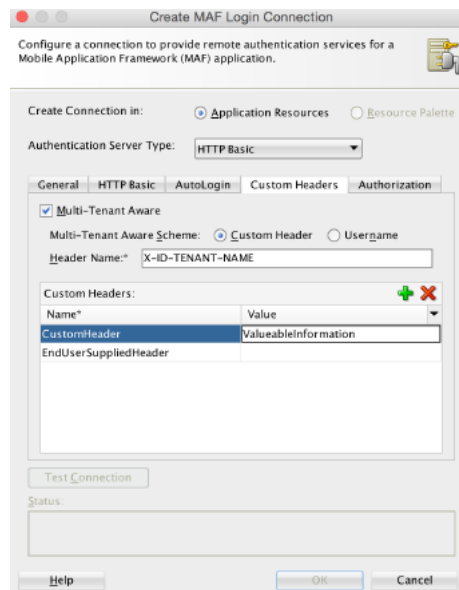 Create MAF Login Connection
Configure a connection to provide remote authentication services for a
Mobile Application Framework (MAF) application.
Create Connection in: Application Resources Resource Palette
Authentication Server Type: HTTP Basic
General HTTP Basic AutoLogin Custom Headers Authorization
Multi-Tenant Aware
Multi-Tenant Aware Scheme: Custom Header Username
Header Name:* X-ID-TENANT-NAME
Custom Headers:
Name* Value
CustomHeader ValueableInformation
EndUserSuppliedHeader
Test Connection
Status:
Help OK Cancel